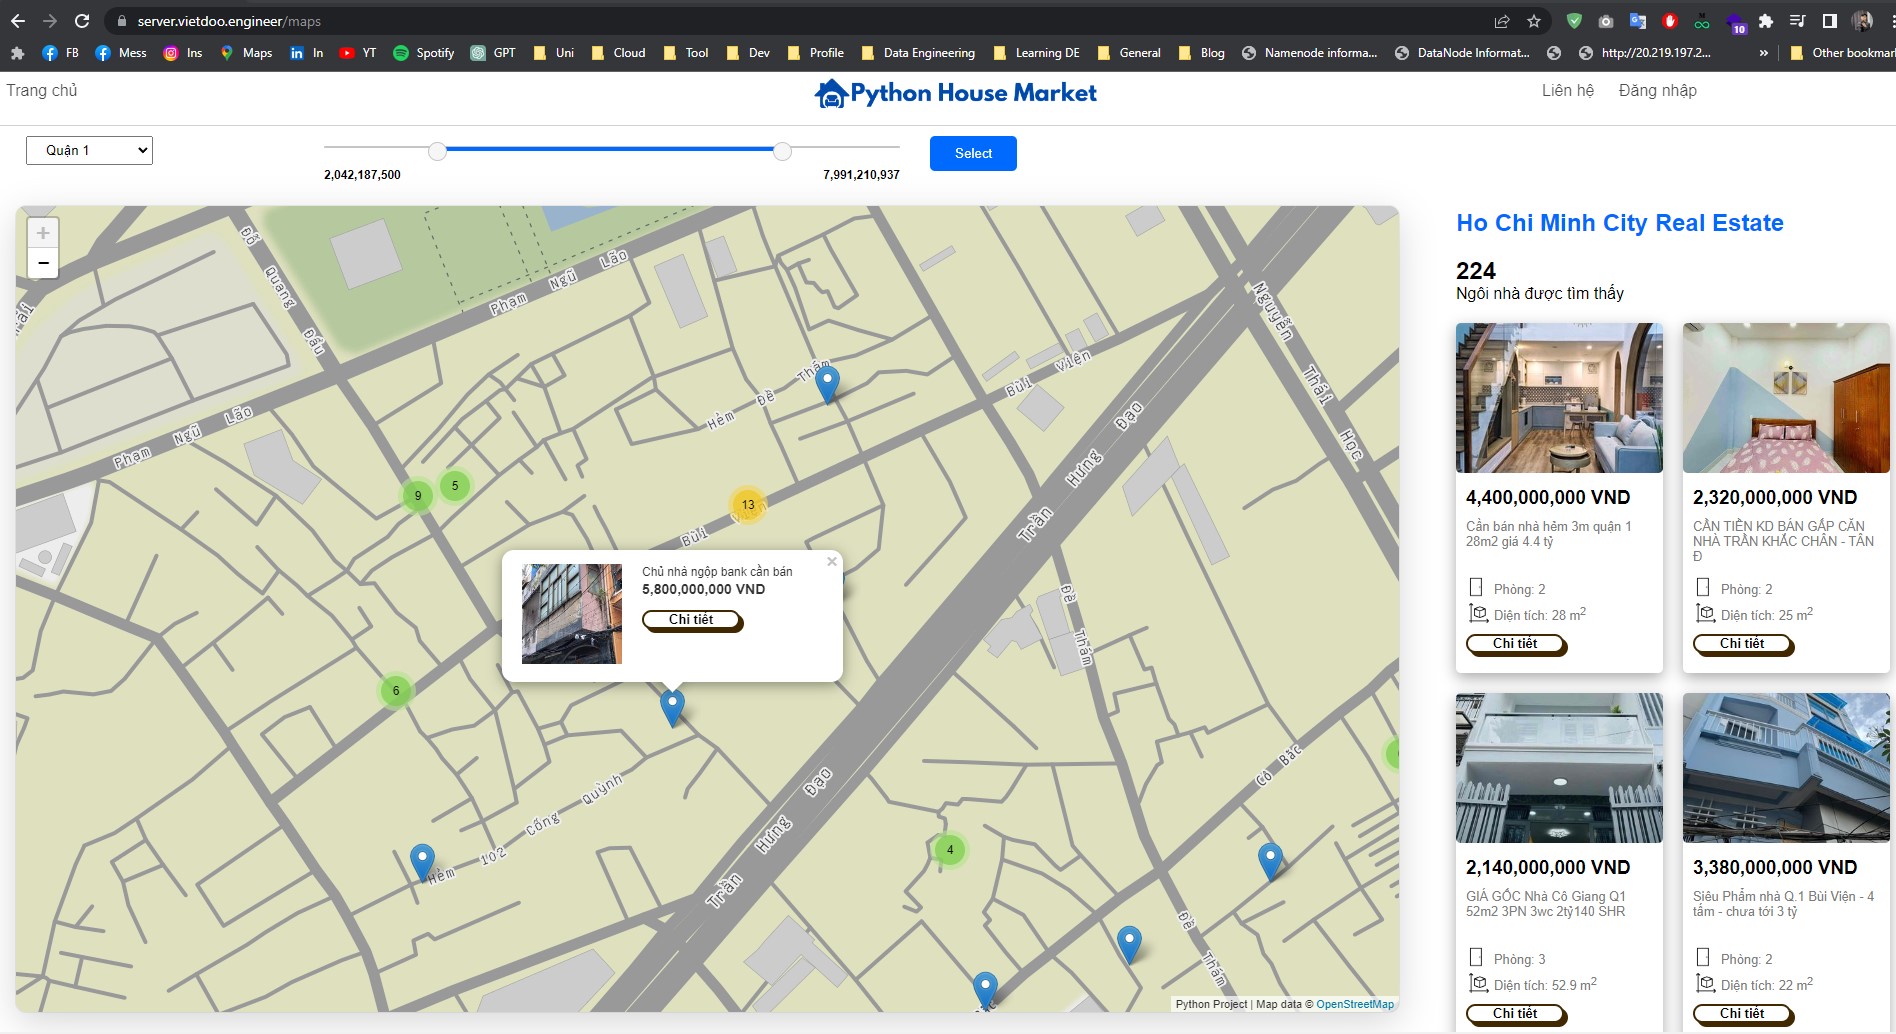 server.vietdoo.engineer/maps
10
FB
Mess
Ins
Maps
In
YT
Spotify
GPT
Uni
Cloud
Tool
Dev
Profile
Data Engineering
Learning DE
General
Blog
Namenode informa...
DataNode Informat...
http://20.219.197.2...
»
Other bookmark
Trang chủ
Python House Market
Liên hệ
Đăng nhập
Quận 1
2,042,187,500
7,991,210,937
Select
+
−
Đỗ
Quang
Đẩu
Phạm Ngũ Lão
Phạm Ngũ Lão
Hẻm Đề Thám
Bùi Viện
Bùi Viện
Nguyễn
Thái
Học
Trần Hưng Đạo
Trần Hưng Đạo
Đề
Thám
Đề
Thám
Cô Bắc
Hẻm 102 Cống Quỳnh
9
5
13
6
4
Chủ nhà ngộp bank cần bán
5,800,000,000 VND
Chi tiết
×
Python Project | Map data © OpenStreetMap
Ho Chi Minh City Real Estate
224
Ngôi nhà được tìm thấy
4,400,000,000 VND
Cần bán nhà hẻm 3m quận 1
28m2 giá 4.4 tỷ
Phòng: 2
Diện tích: 28 m2
Chi tiết
2,320,000,000 VND
CẦN TIỀN KD BÁN GẤP CĂN
NHÀ TRẦN KHẮC CHÂN - TÂN
Đ
Phòng: 2
Diện tích: 25 m2
Chi tiết
2,140,000,000 VND
GIÁ GỐC Nhà Cô Giang Q1
52m2 3PN 3wc 2tỷ140 SHR
Phòng: 3
Diện tích: 52.9 m2
Chi tiết
3,380,000,000 VND
Siêu Phẩm nhà Q.1 Bùi Viện - 4
tấm - chưa tới 3 tỷ
Phòng: 2
Diện tích: 22 m2
Chi tiết